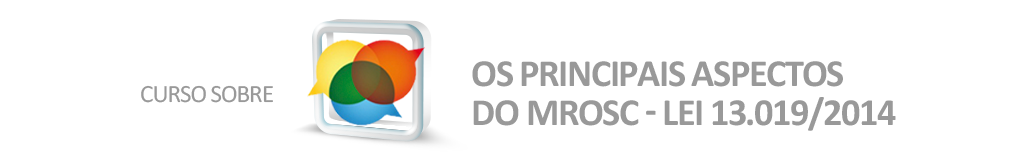 CURSO SOBRE
OS PRINCIPAIS ASPECTOS
DO MROSC - LEI 13.019/2014